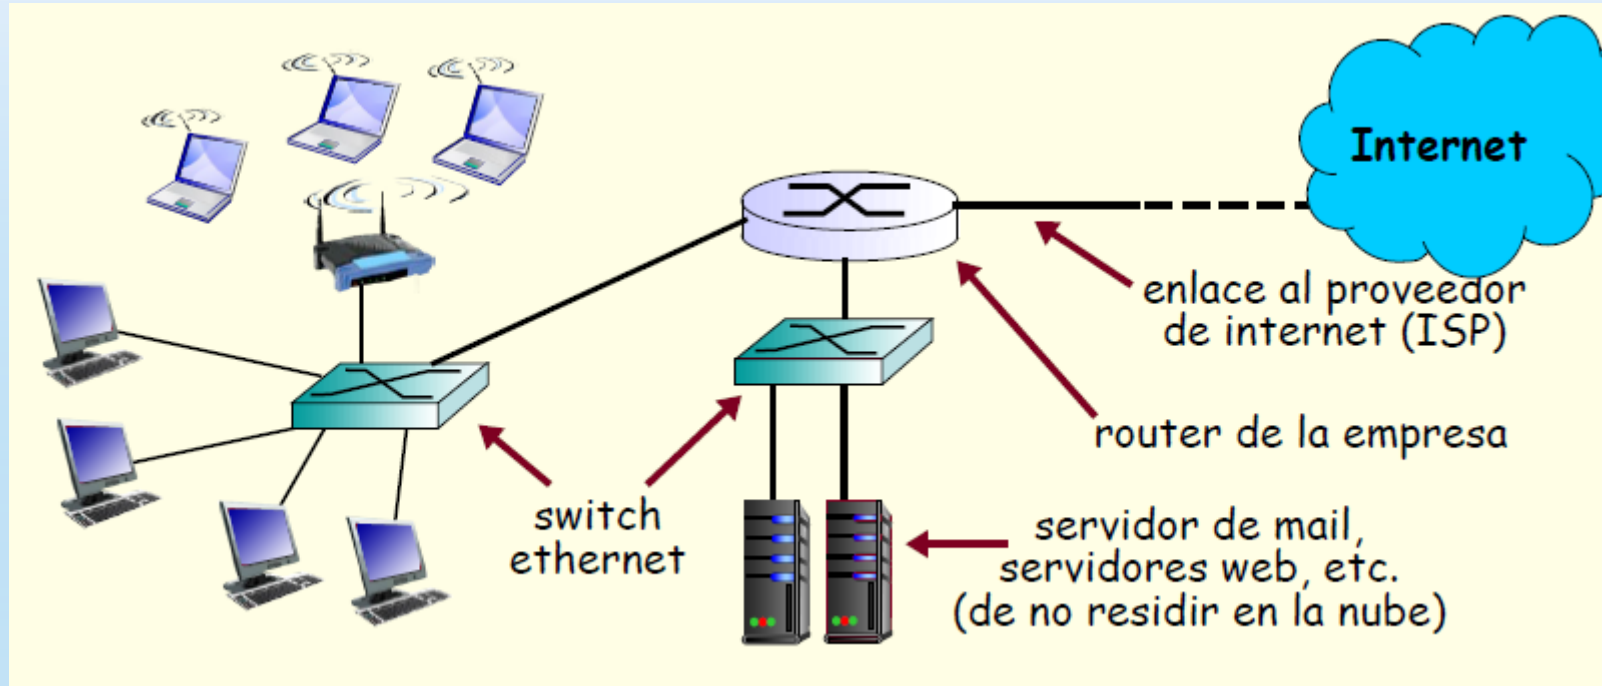 Internet
enlace al proveedor
de internet (ISP)
router de la empresa
switch
ethernet
servidor de mail,
servidores web, etc.
(de no residir en la nube)